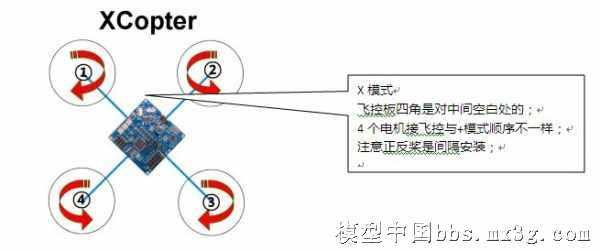 XCopter
①
②
X 模式
飞控板四角是对中间空白处的；
4 个电机接飞控与+模式顺序不一样；
注意正反桨是间隔安装；
④
③
模型中国bbs.mx3g.com